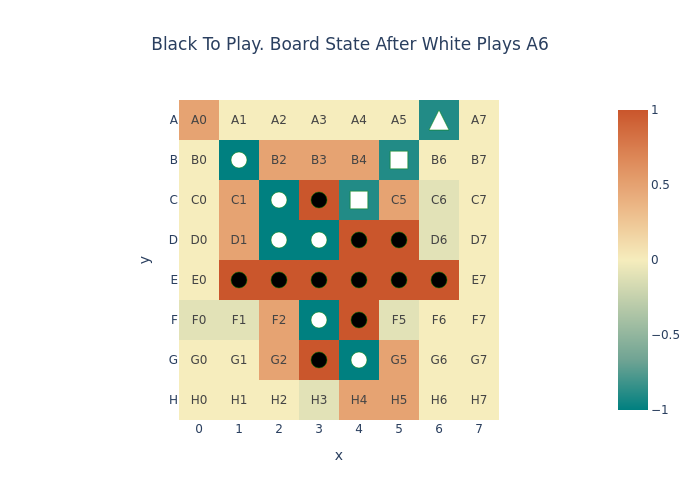 Black To Play. Board State After White Plays A6
A A0 A1 A2 A3 A4 A5 A7
B B0 B2 B3 B4 B6 B7
C C0 C1 C5 C6 C7
D D0 D1 D6 D7
E E0 E7
F F0 F1 F2 F5 F6 F7
G G0 G1 G2 G5 G6 G7
H H0 H1 H2 H3 H4 H5 H6 H7
0 1 2 3 4 5 6 7
x
y
1
0.5
0
−0.5
−1